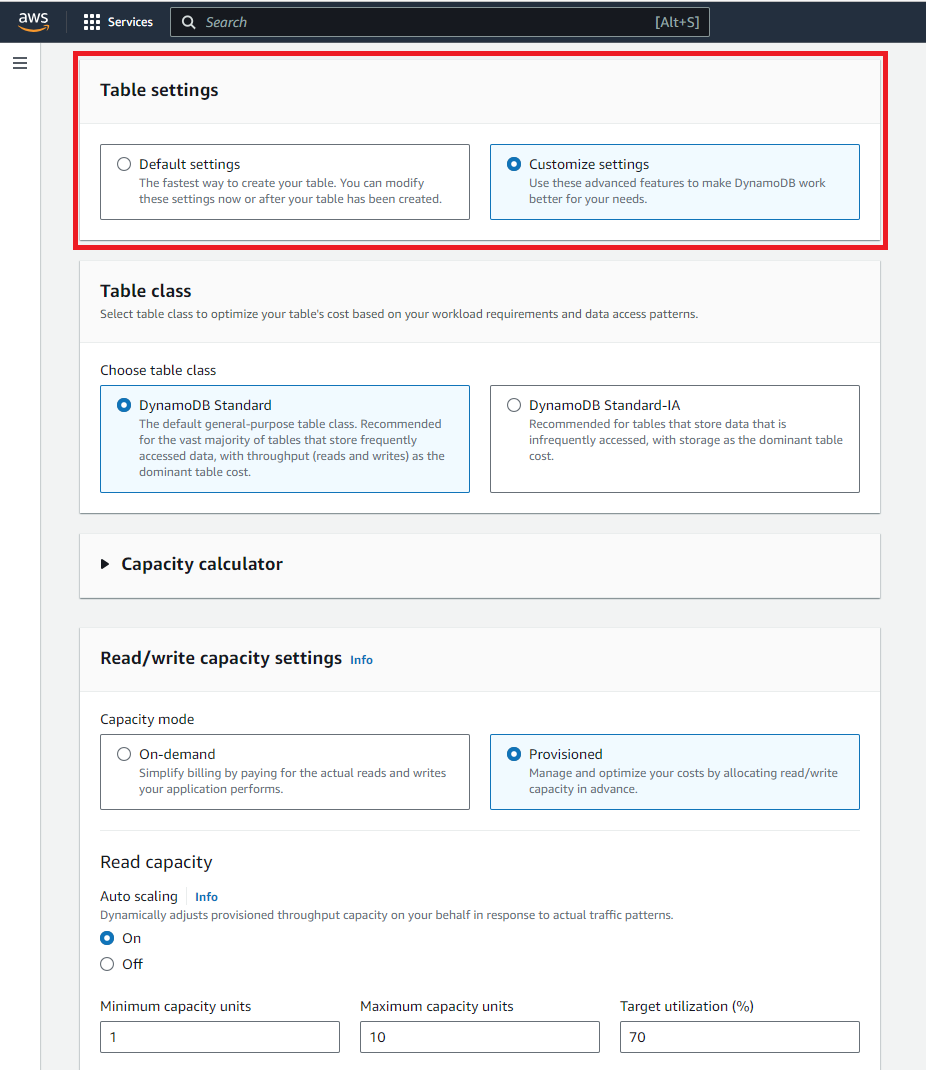 aws
Services
Search
[Alt+S]
Table settings
Default settings
The fastest way to create your table. You can modify
these settings now or after your table has been created.
Customize settings
Use these advanced features to make DynamoDB work
better for your needs.
Table class
Select table class to optimize your table's cost based on your workload requirements and data access patterns.
Choose table class
DynamoDB Standard
The default general-purpose table class. Recommended
for the vast majority of tables that store frequently
accessed data, with throughput (reads and writes) as the
dominant table cost.
DynamoDB Standard-IA
Recommended for tables that store data that is
infrequently accessed, with storage as the dominant table
cost.
Capacity calculator
Read/write capacity settings Info
Capacity mode
On-demand
Simplify billing by paying for the actual reads and writes
your application performs.
Provisioned
Manage and optimize your costs by allocating read/write
capacity in advance.
Read capacity
Auto scaling Info
Dynamically adjusts provisioned throughput capacity on your behalf in response to actual traffic patterns.
On
Off
Minimum capacity units
1
Maximum capacity units
10
Target utilization (%)
70